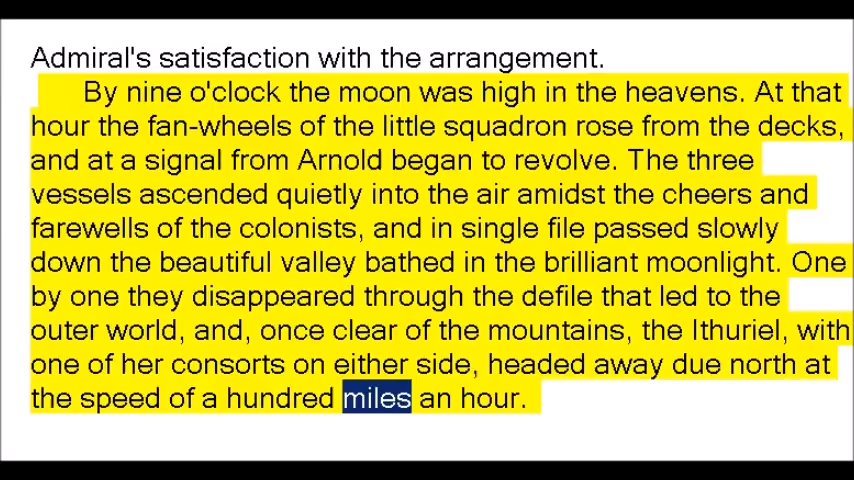 Admiral's satisfaction with the arrangement.
By nine o'clock the moon was high in the heavens. At that
hour the fan-wheels of the little squadron rose from the decks,
and at a signal from Arnold began to revolve. The three
vessels ascended quietly into the air amidst the cheers and
farewells of the colonists, and in single file passed slowly
down the beautiful valley bathed in the brilliant moonlight. One
by one they disappeared through the defile that led to the
outer world, and, once clear of the mountains, the Ithuriel, with
one of her consorts on either side, headed away due north at
the speed of a hundred miles an hour.